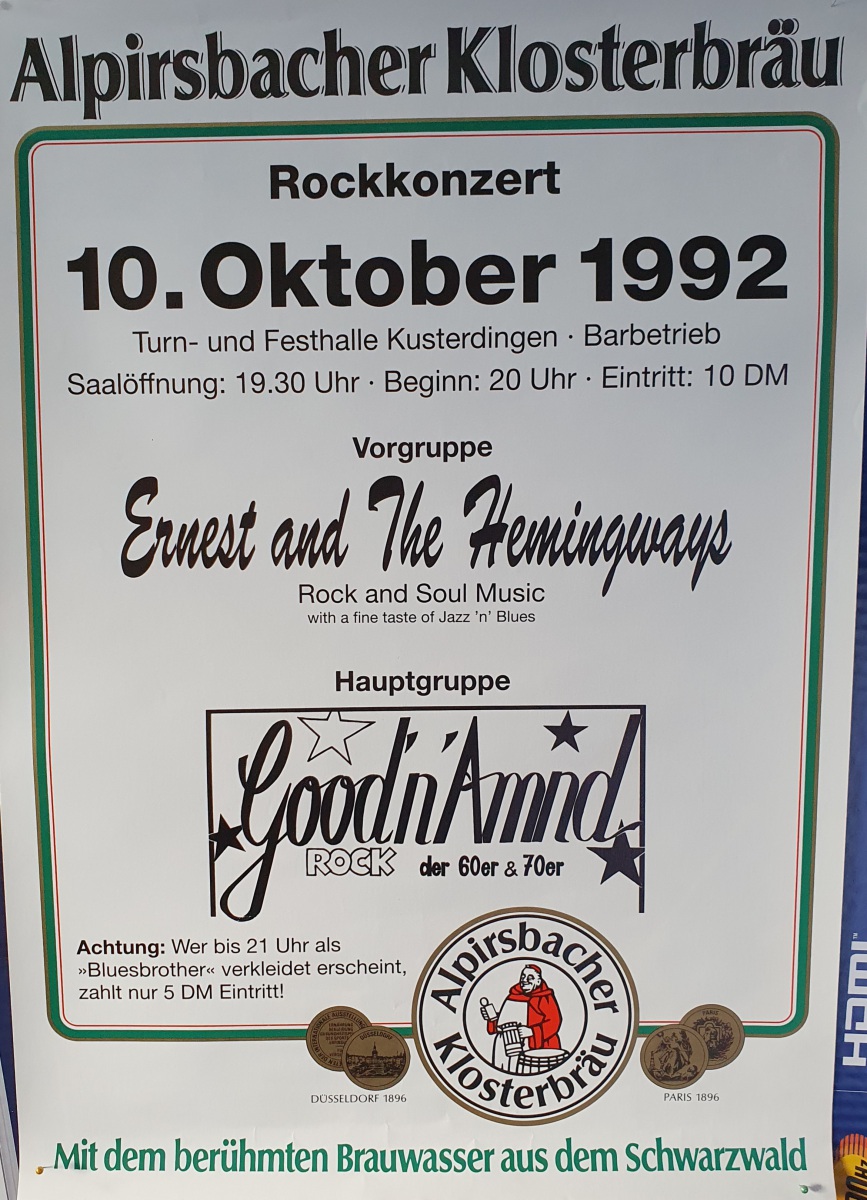 Alpirsbacher Klosterbräu
Rockkonzert
10. Oktober 1992
Turn- und Festhalle Kusterdingen · Barbetrieb
Saalöffnung: 19.30 Uhr · Beginn: 20 Uhr · Eintritt: 10 DM
Vorgruppe
Ernest and The Hemingways
Rock and Soul Music
with a fine taste of Jazz 'n' Blues
Hauptgruppe
Good'n'Amnd
ROCK der 60er & 70er
Achtung: Wer bis 21 Uhr als
»Bluesbrother« verkleidet erscheint,
zahlt nur 5 DM Eintritt!
Alpirsbacher
Klosterbräu
DÜSSELDORF
PARIS
DÜSSELDORF 1896
PARIS 1896
Mit dem berühmten Brauwasser aus dem Schwarzwald